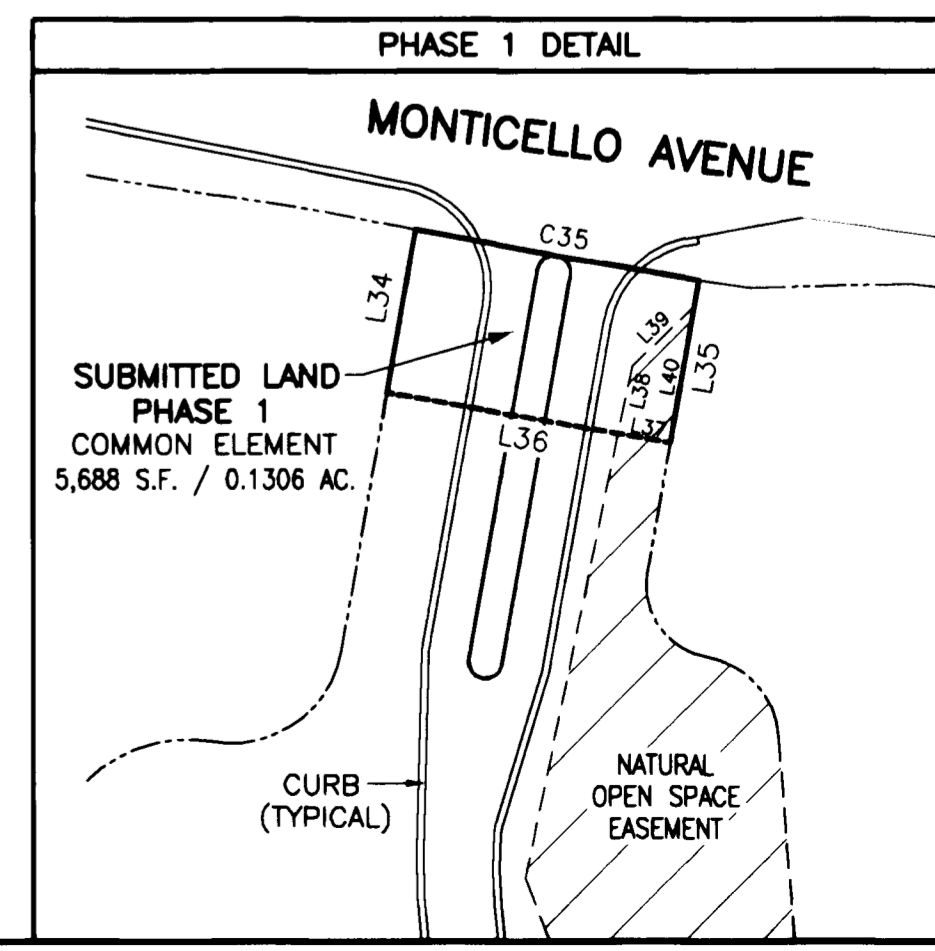 PHASE 1 DETAIL
MONTICELLO AVENUE
C35
L34
L39
L38
L40
L35
L37
L36
SUBMITTED LAND
PHASE 1
COMMON ELEMENT
5,688 S.F. / 0.1306 AC.
CURB
(TYPICAL)
NATURAL
OPEN SPACE
EASEMENT